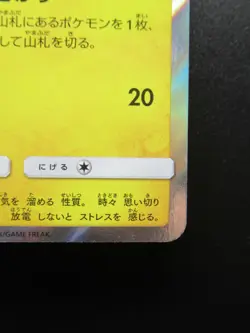 山札にあるポケモンを1枚、
して山札を切る。
20
にげる
気を 溜める 性質。 時々 思い切り
放電 しないと ストレスを 感じる。
GAME FREAK.